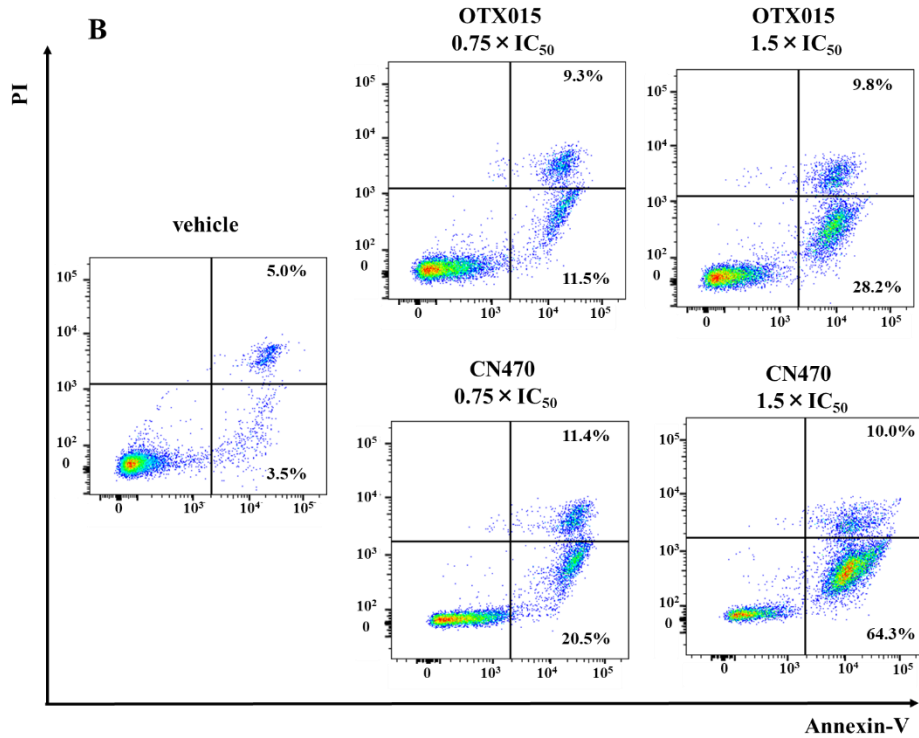 B
PI
OTX015
0.75 × IC₅₀
9.3%
10⁵
10⁴
10³
10²
0
11.5%
0 10³ 10⁴ 10⁵
OTX015
1.5 × IC₅₀
9.8%
10⁵
10⁴
10³
10²
0
28.2%
0 10³ 10⁴ 10⁵
vehicle
5.0%
10⁵
10⁴
10³
10²
0
3.5%
0 10³ 10⁴ 10⁵
CN470
0.75 × IC₅₀
11.4%
10⁵
10⁴
10³
10²
0
20.5%
0 10³ 10⁴ 10⁵
CN470
1.5 × IC₅₀
10.0%
10⁵
10⁴
10³
10²
0
64.3%
0 10³ 10⁴ 10⁵
Annexin-V